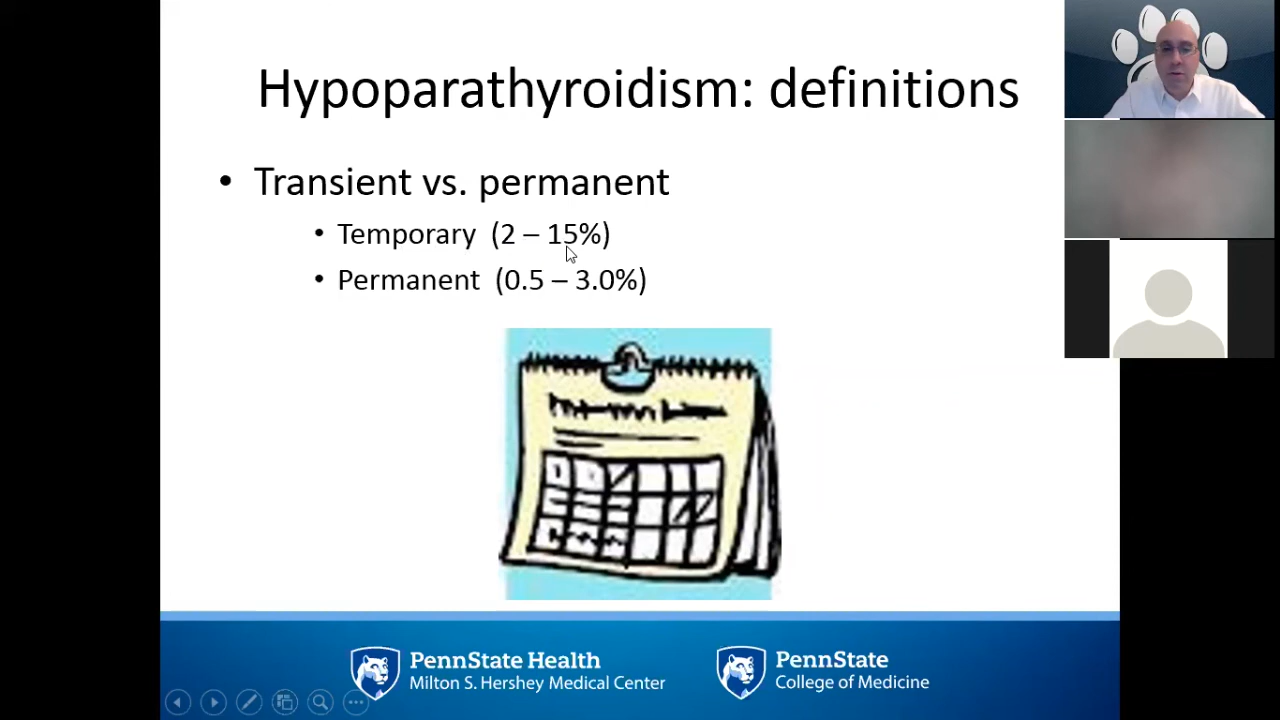 Hypoparathyroidism: definitions
• Transient vs. permanent
• Temporary (2 – 15%)
• Permanent (0.5 – 3.0%)
PennState Health
Milton S. Hershey Medical Center
PennState
College of Medicine